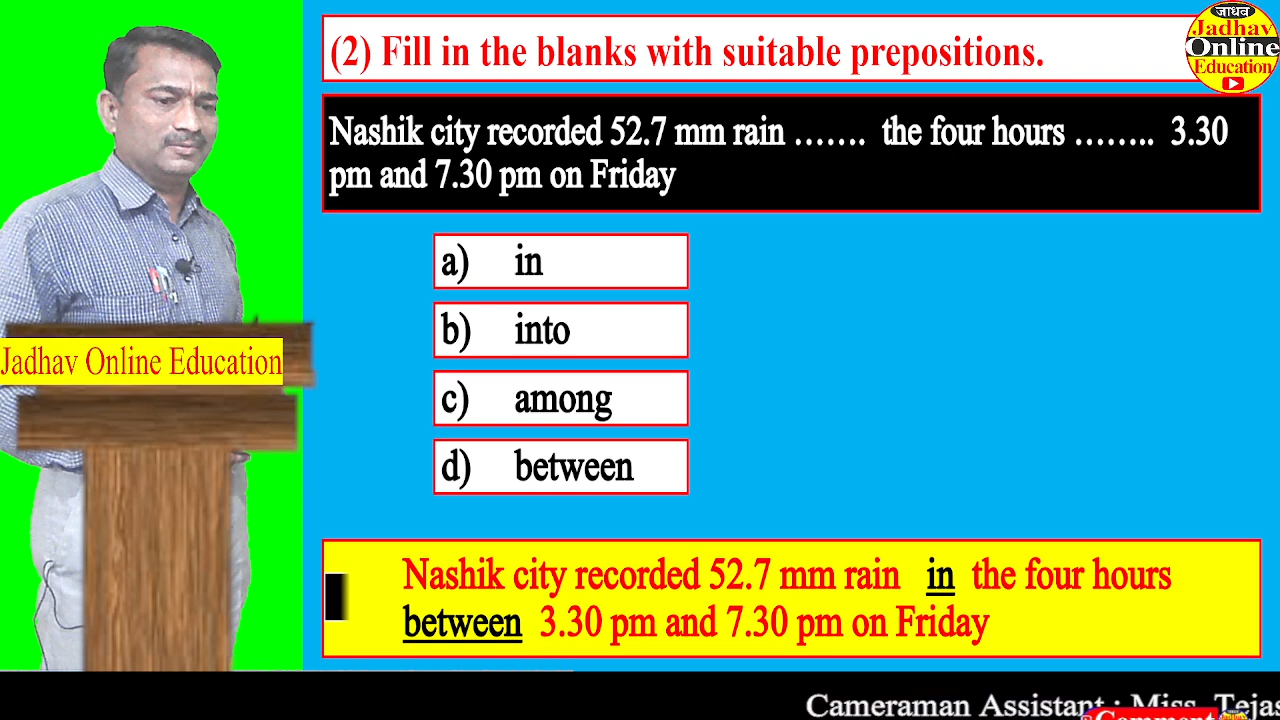 (2) Fill in the blanks with suitable prepositions.
जाधव
Jadhav
Online
Education
Nashik city recorded 52.7 mm rain ....... the four hours ........ 3.30
pm and 7.30 pm on Friday
a) in
b) into
Jadhav Online Education
c) among
d) between
Nashik city recorded 52.7 mm rain in the four hours
between 3.30 pm and 7.30 pm on Friday
Cameraman Assistant : Miss. Tejas
Comment